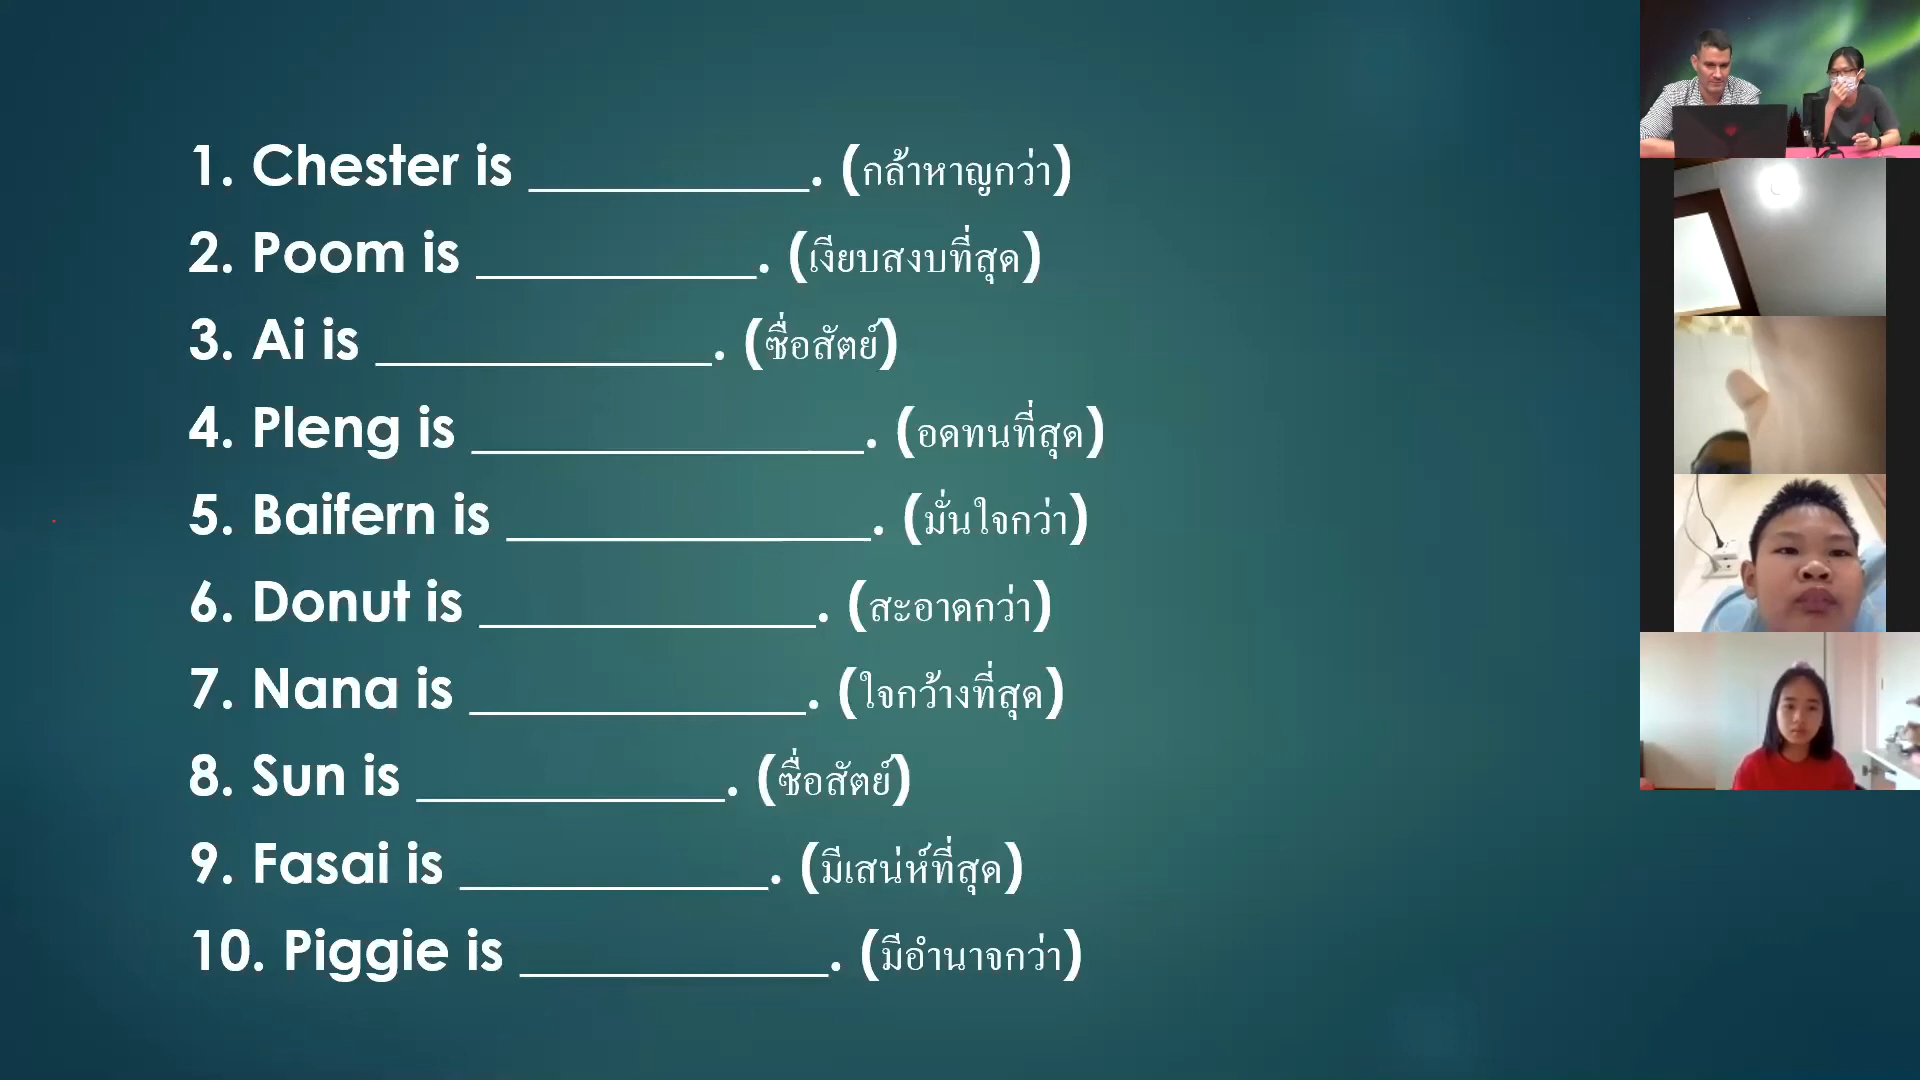 1. Chester is __________. (กล้าหาญกว่า)
2. Poom is __________. (เงียบสงบที่สุด)
3. Ai is ____________. (ซื่อสัตย์)
4. Pleng is ______________. (อดทนที่สุด)
5. Baifern is _____________. (มั่นใจกว่า)
6. Donut is ____________. (สะอาดกว่า)
7. Nana is ____________. (ใจกว้างที่สุด)
8. Sun is ___________. (ซื่อสัตย์)
9. Fasai is ___________. (มีเสน่ห์ที่สุด)
10. Piggie is ___________. (มีอำนาจกว่า)